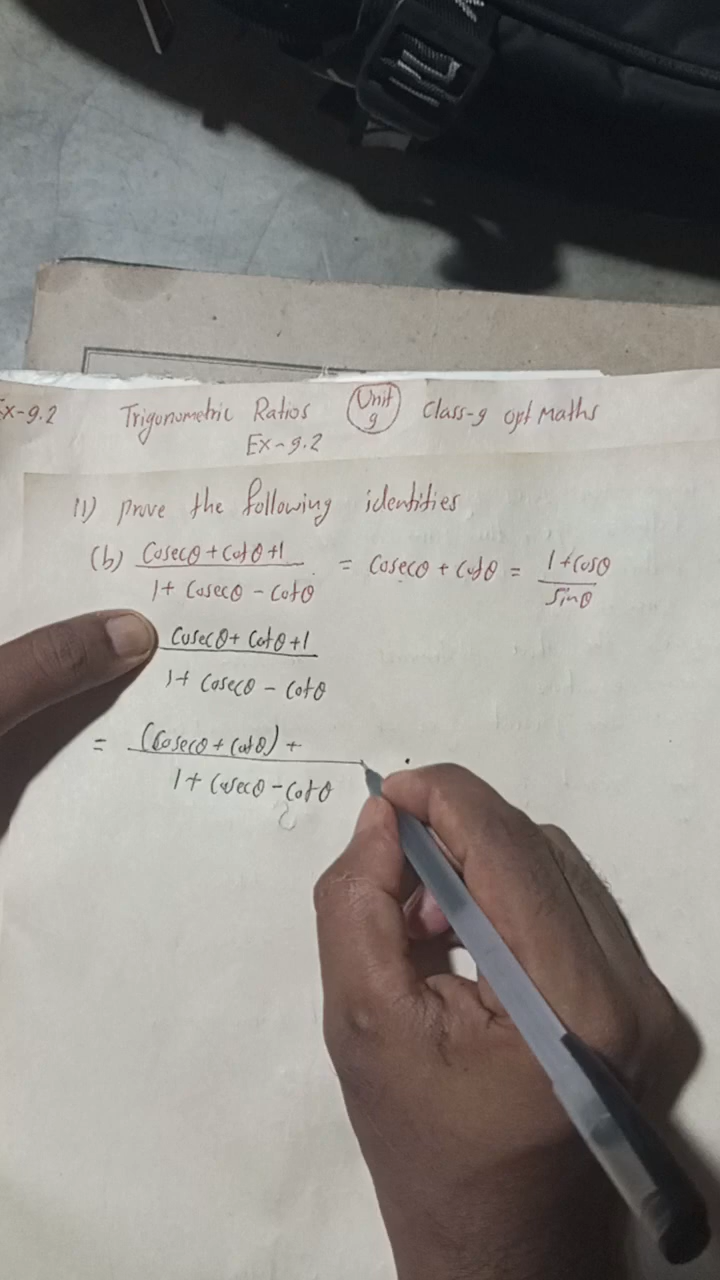 Ex-9.2 Trigonometric Ratios Unit 9 Class-9 opt Maths
Ex-9.2
11) prove the following identities
(b) Cosecθ + Cotθ + 1 / 1 + Cosecθ - Cotθ = Cosecθ + Cotθ = 1 + Cosθ / Sinθ
Cosecθ + Cotθ + 1
1 + Cosecθ - Cotθ
= (Cosecθ + Cotθ) +
1 + Cosecθ - Cotθ